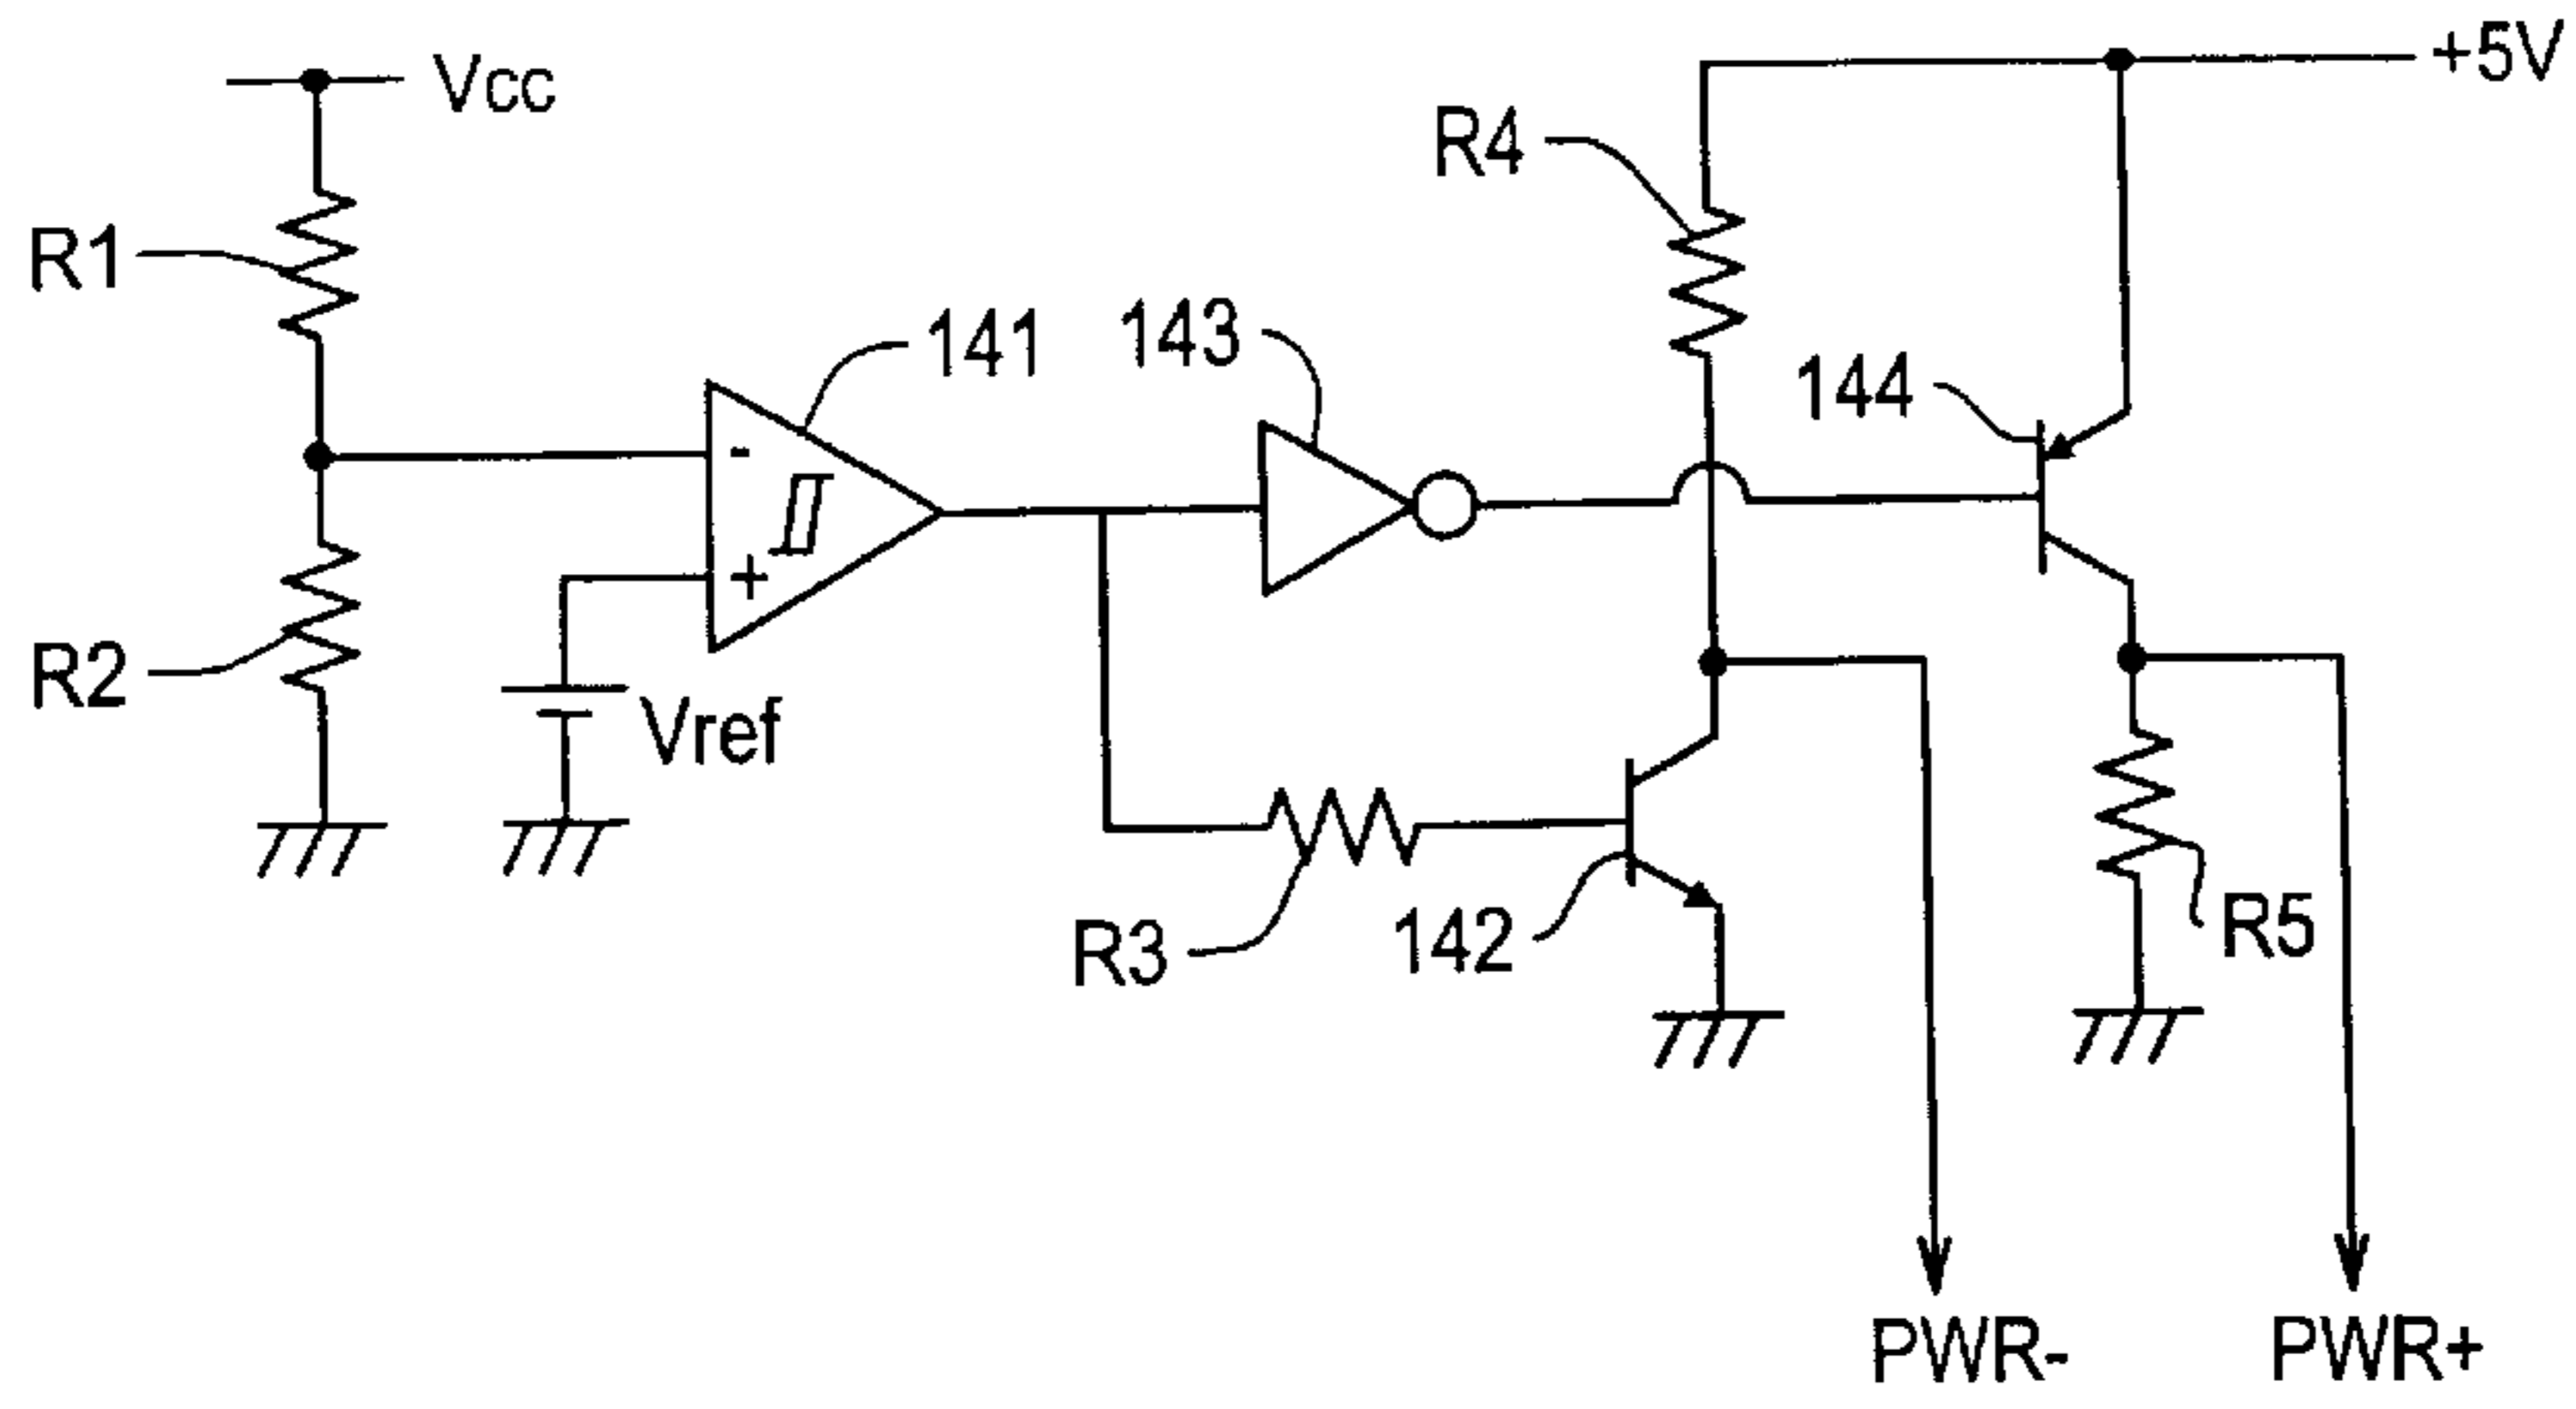 Vcc
+5V
R4
R1
141
143
144
-
+
R2
Vref
R3
142
R5
PWR-
PWR+